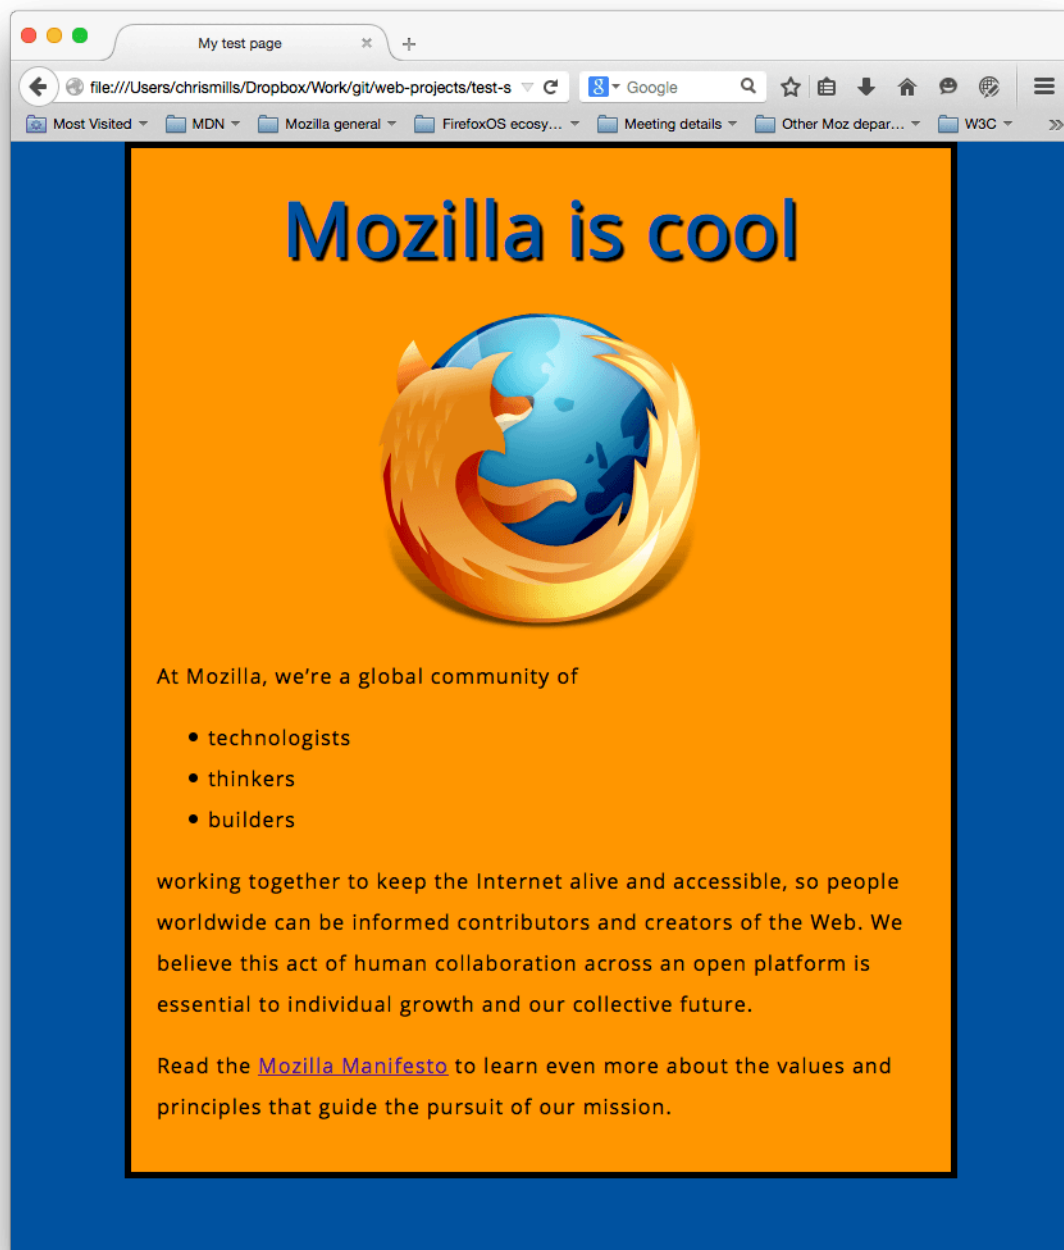 My test page
file:///Users/chrismills/Dropbox/Work/git/web-projects/test-s
8 Google
Most Visited MDN Mozilla general FirefoxOS ecosy... Meeting details Other Moz depar... W3C
Mozilla is cool
At Mozilla, we’re a global community of
• technologists
• thinkers
• builders
working together to keep the Internet alive and accessible, so people
worldwide can be informed contributors and creators of the Web. We
believe this act of human collaboration across an open platform is
essential to individual growth and our collective future.
Read the Mozilla Manifesto to learn even more about the values and
principles that guide the pursuit of our mission.